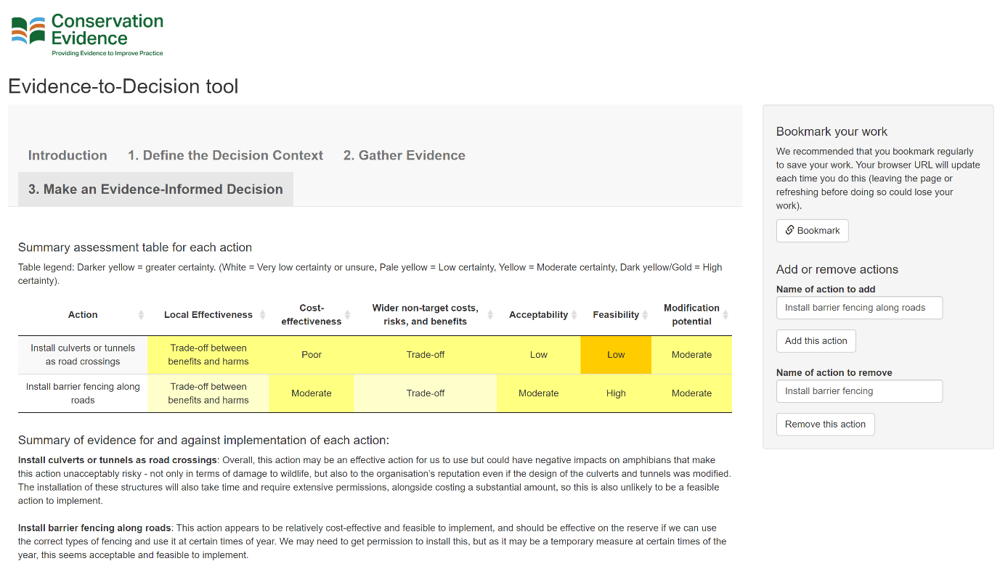 Conservation
Evidence
Providing Evidence to Improve Practice
Evidence-to-Decision tool
Introduction 1. Define the Decision Context 2. Gather Evidence
3. Make an Evidence-Informed Decision
Summary assessment table for each action
Table legend: Darker yellow = greater certainty. (White = Very low certainty or unsure, Pale yellow = Low certainty, Yellow = Moderate certainty, Dark yellow/Gold = High
certainty).
Action Local Effectiveness Cost-
effectiveness Wider non-target costs,
risks, and benefits Acceptability Feasibility Modification
potential
Install culverts or tunnels
as road crossings Trade-off between
benefits and harms Poor Trade-off Low Low Moderate
Install barrier fencing along
roads Trade-off between
benefits and harms Moderate Trade-off Moderate High Moderate
Summary of evidence for and against implementation of each action:
Install culverts or tunnels as road crossings: Overall, this action may be an effective action for us to use but could have negative impacts on amphibians that make
this action unacceptably risky - not only in terms of damage to wildlife, but also to the organisation's reputation even if the design of the culverts and tunnels was modified.
The installation of these structures will also take time and require extensive permissions, alongside costing a substantial amount, so this is also unlikely to be a feasible
action to implement.
Install barrier fencing along roads: This action appears to be relatively cost-effective and feasible to implement, and should be effective on the reserve if we can use
the correct types of fencing and use it at certain times of year. We may need to get permission to install this, but as it may be a temporary measure at certain times of the
year, this seems acceptable and feasible to implement.
Bookmark your work
We recommended that you bookmark regularly
to save your work. Your browser URL will update
each time you do this (leaving the page or
refreshing before doing so could lose your
work).
Bookmark
Add or remove actions
Name of action to add
Install barrier fencing along roads
Add this action
Name of action to remove
Install barrier fencing
Remove this action